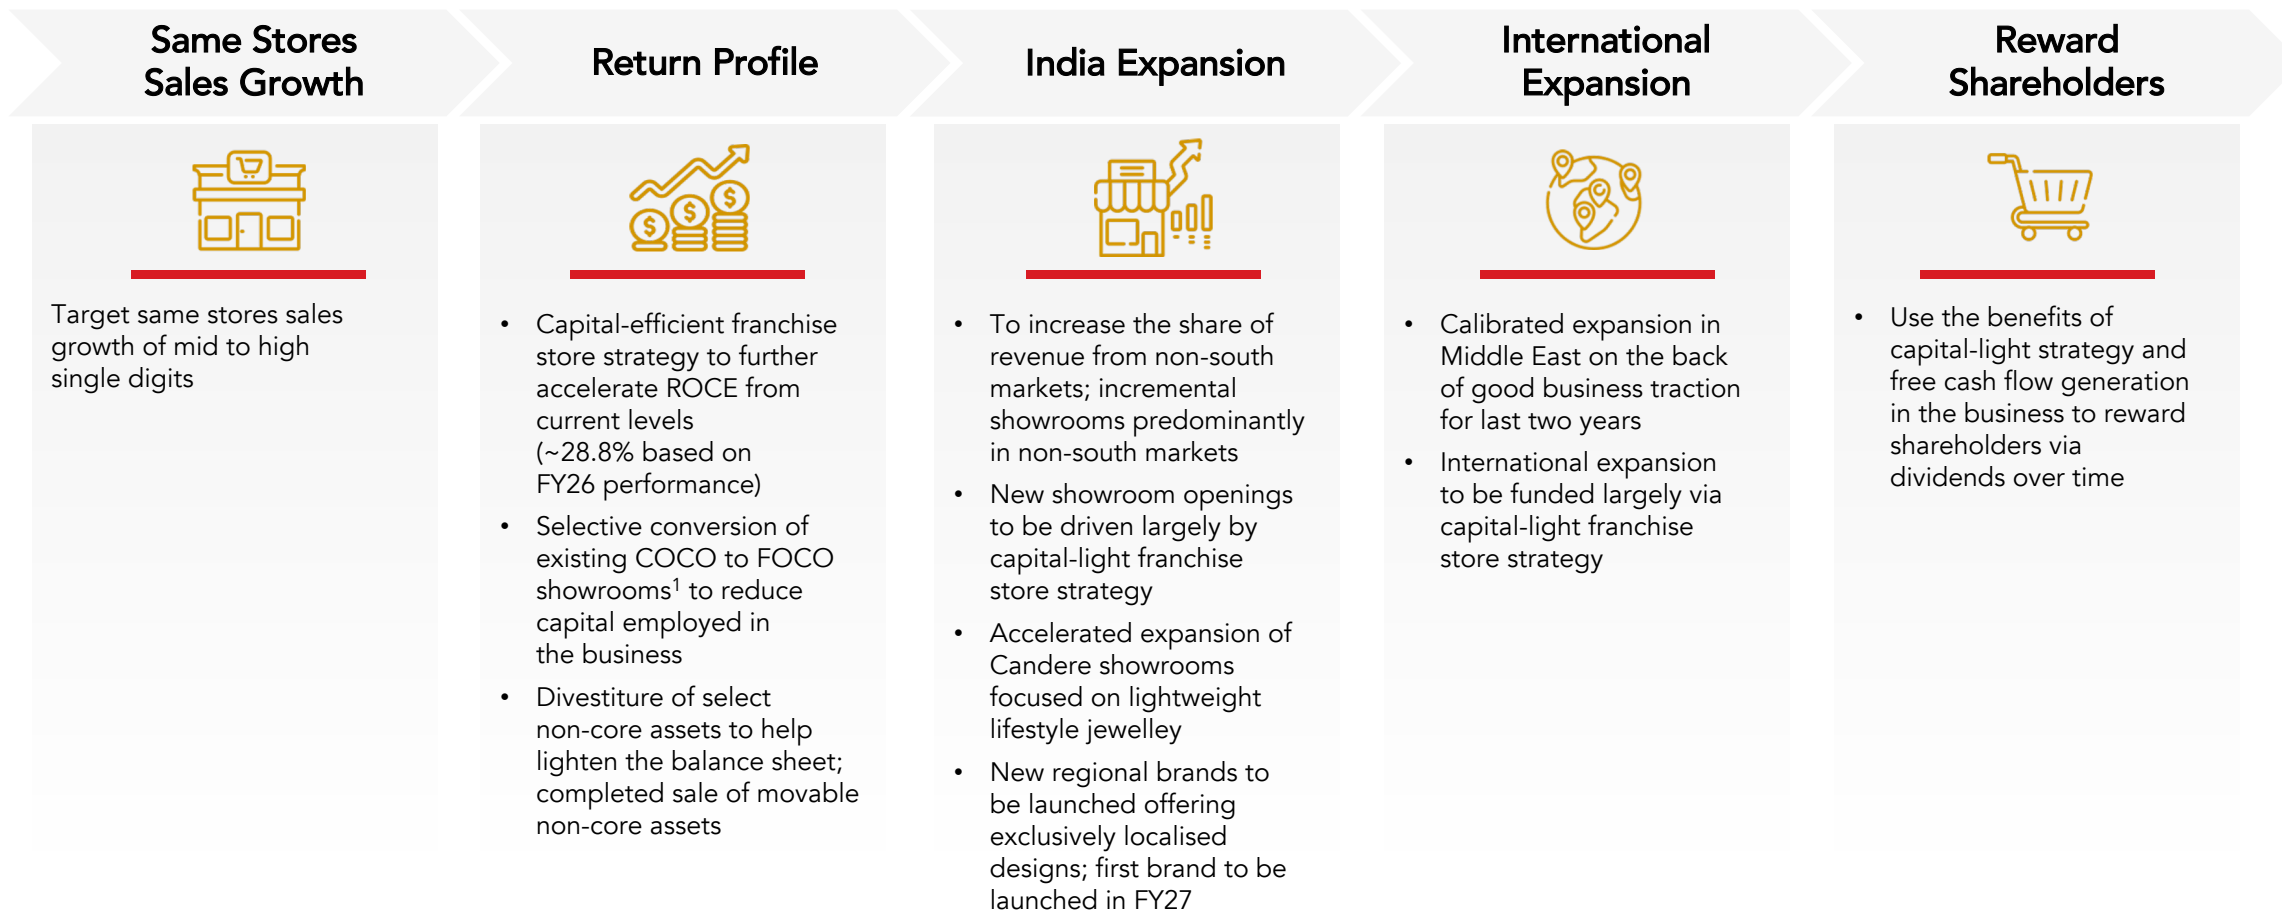 Same Stores
Sales Growth
Return Profile
India Expansion
International
Expansion
Reward
Shareholders
Target same stores sales
growth of mid to high
single digits
• Capital-efficient franchise
store strategy to further
accelerate ROCE from
current levels
(~28.8% based on
FY26 performance)
• Selective conversion of
existing COCO to FOCO
showrooms¹ to reduce
capital employed in
the business
• Divestiture of select
non-core assets to help
lighten the balance sheet;
completed sale of movable
non-core assets
• To increase the share of
revenue from non-south
markets; incremental
showrooms predominantly
in non-south markets
• New showroom openings
to be driven largely by
capital-light franchise
store strategy
• Accelerated expansion of
Candere showrooms
focused on lightweight
lifestyle jewelley
• New regional brands to
be launched offering
exclusively localised
designs; first brand to be
launched in FY27
• Calibrated expansion in
Middle East on the back
of good business traction
for last two years
• International expansion
to be funded largely via
capital-light franchise
store strategy
• Use the benefits of
capital-light strategy and
free cash flow generation
in the business to reward
shareholders via
dividends over time